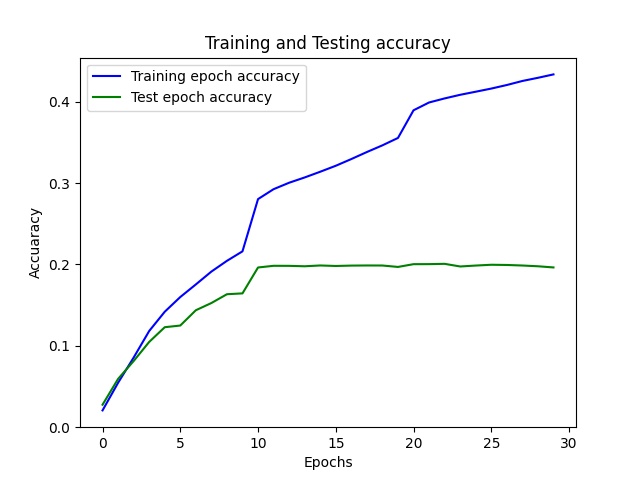 Training and Testing accuracy
Training epoch accuracy
Test epoch accuracy
Accuaracy
0.4
0.3
0.2
0.1
0.0
0 5 10 15 20 25 30
Epochs